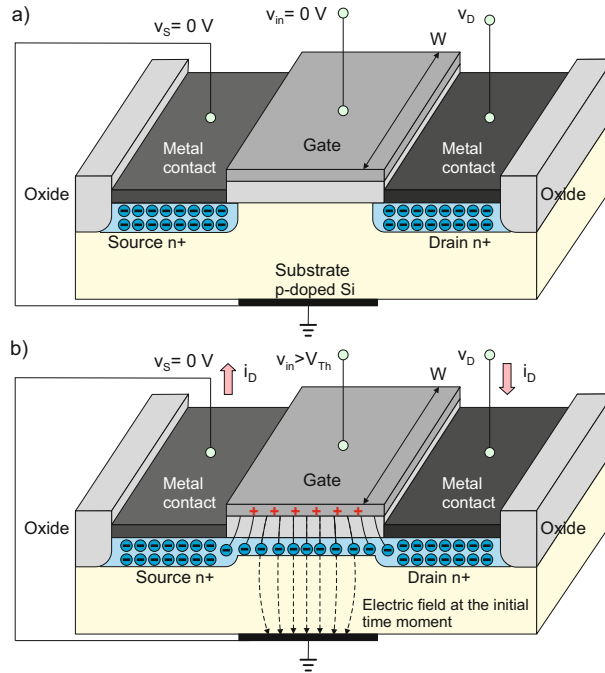 a)
v_S = 0 V
v_in = 0 V
v_D
W
Gate
Metal
contact
Metal
contact
Oxide
Oxide
Source n+
Drain n+
Substrate
p-doped Si
b)
v_S = 0 V
i_D
v_in>V_Th
v_D
i_D
W
Gate
Metal
contact
+ + + + + +
Metal
contact
Oxide
Oxide
Source n+
Drain n+
Electric field at the initial
time moment